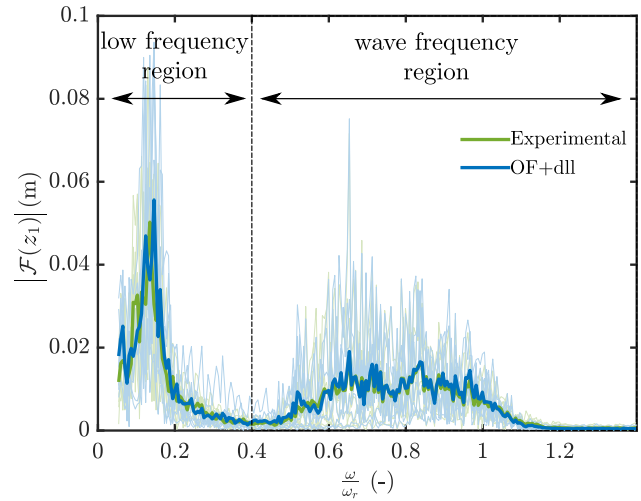 low frequency
region
wave frequency
region
Experimental
OF+dll
|F(z₁)| (m)
0.1
0.08
0.06
0.04
0.02
0
0 0.2 0.4 0.6 0.8 1 1.2
ω/ωᵣ (-)